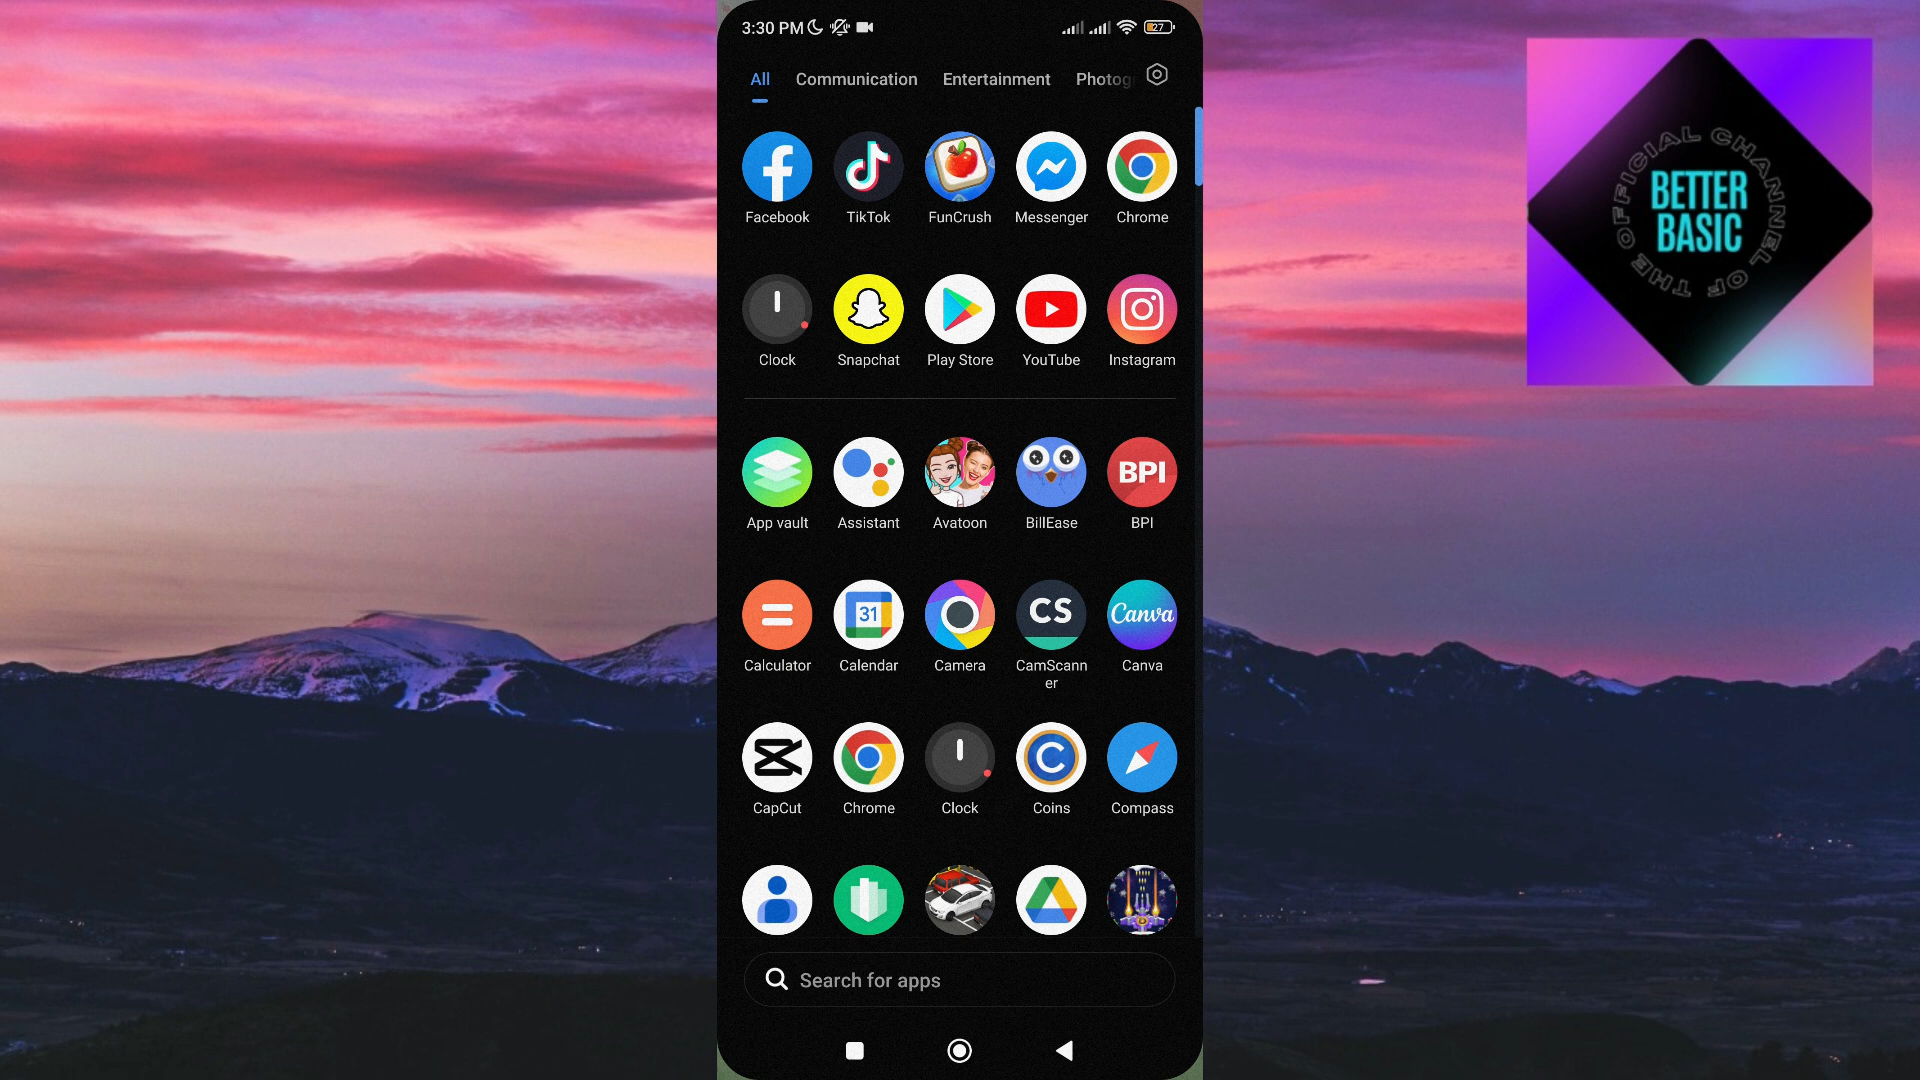 3:30 PM
27
All Communication Entertainment Photog
Facebook TikTok FunCrush Messenger Chrome
Clock Snapchat Play Store YouTube Instagram
BPI
App vault Assistant Avatoon BillEase BPI
31 CS Canva
Calculator Calendar Camera CamScann
er
Canva
CapCut Chrome Clock Coins Compass
Search for apps
THE OFFICIAL CHANNEL OF
BETTER
BASIC